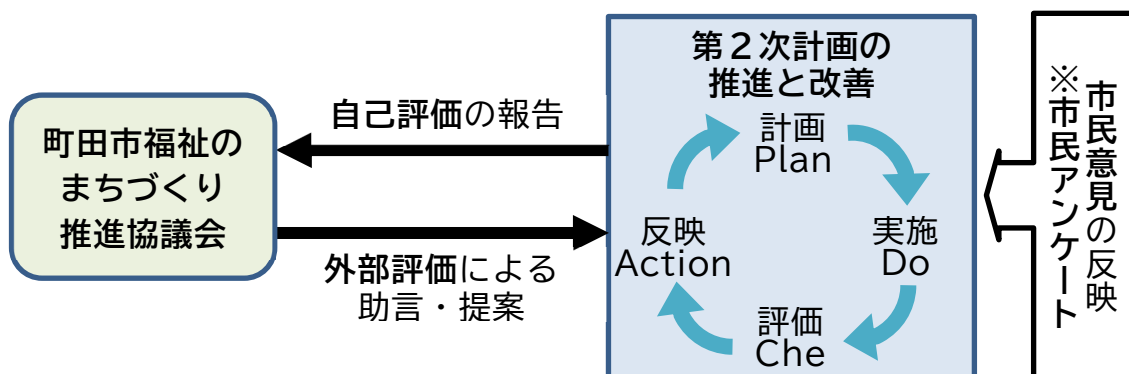 町田市福祉の
まちづくり
推進協議会
自己評価の報告
外部評価による
助言・提案
第２次計画の
推進と改善
計画
Plan
実施
Do
評価
Che
反映
Action
市民意見の反映
※市民アンケート